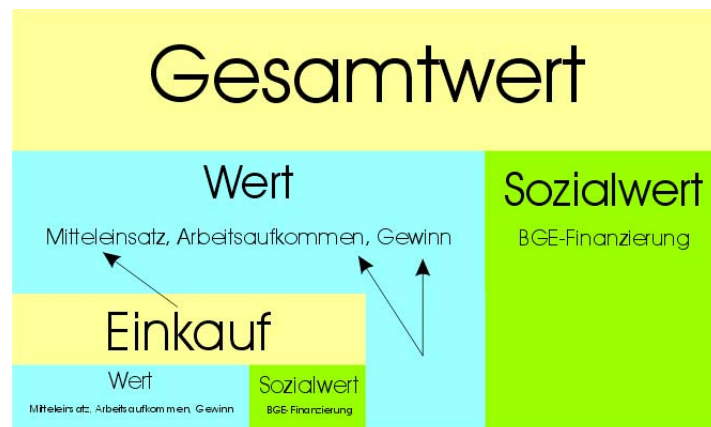 Gesamtwert
Wert
Mitteleinsatz, Arbeitsaufkommen, Gewinn
Sozialwert
BGE-Finanzierung
Einkauf
Wert
Mitteleinsatz, Arbeitsaufkommen, Gewinn
Sozialwert
BGE-Finanzierung